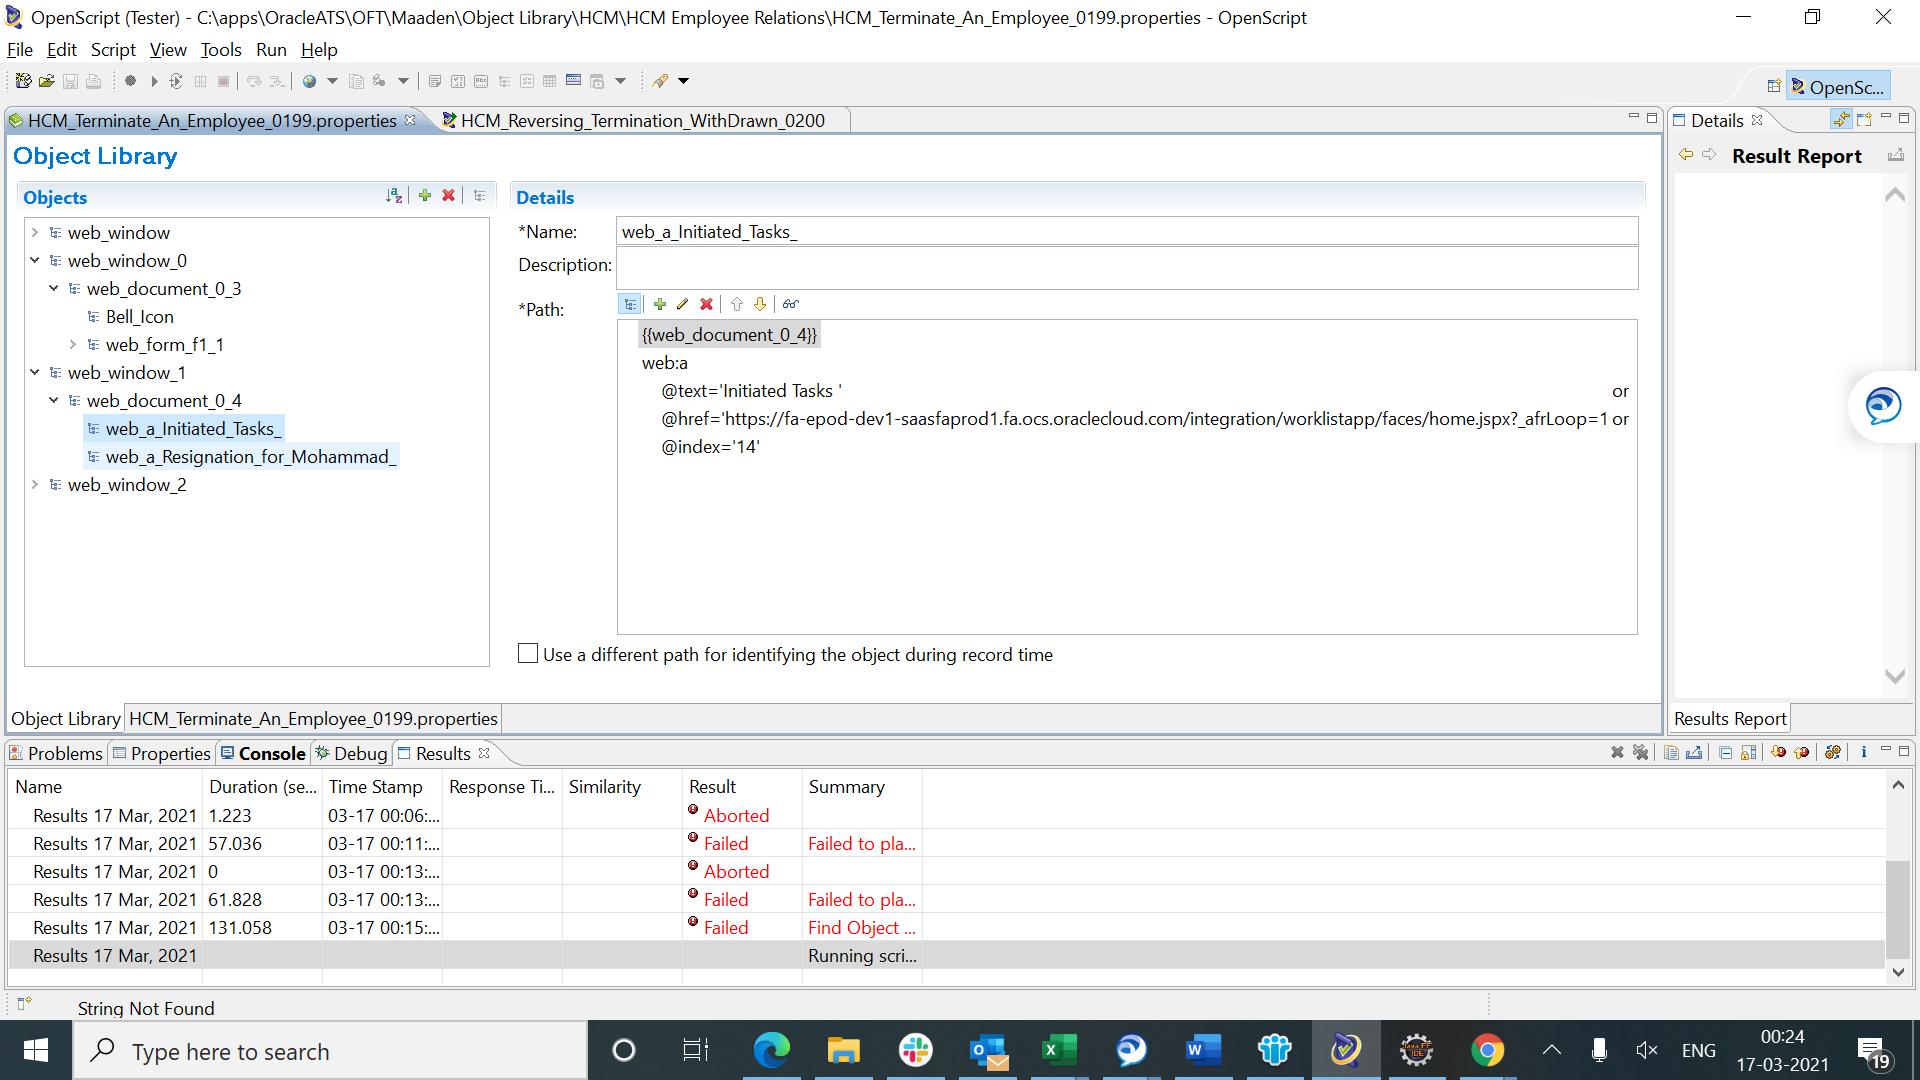 OpenScript (Tester) - C:\apps\OracleATS\OFT\Maaden\Object Library\HCM\HCM Employee Relations\HCM_Terminate_An_Employee_0199.properties - OpenScript
File Edit Script View Tools Run Help
OpenSc...
HCM_Terminate_An_Employee_0199.properties
HCM_Reversing_Termination_WithDrawn_0200
Details
Object Library
Result Report
Objects
Details
web_window
web_window_0
web_document_0_3
Bell_Icon
web_form_f1_1
web_window_1
web_document_0_4
web_a_Initiated_Tasks_
web_a_Resignation_for_Mohammad_
web_window_2
*Name: web_a_Initiated_Tasks_
Description:
*Path:
{{web_document_0_4}}
web:a
@text='Initiated Tasks ' or
@href='https://fa-epod-dev1-saasfaprod1.fa.ocs.oraclecloud.com/integration/worklistapp/faces/home.jspx?_afrLoop=1 or
@index='14'
Use a different path for identifying the object during record time
Object Library HCM_Terminate_An_Employee_0199.properties
Results Report
Problems Properties Console Debug Results
Name Duration (se... Time Stamp Response Ti... Similarity Result Summary
Results 17 Mar, 2021 1.223 03-17 00:06:... Aborted
Results 17 Mar, 2021 57.036 03-17 00:11:... Failed Failed to pla...
Results 17 Mar, 2021 0 03-17 00:13:... Aborted
Results 17 Mar, 2021 61.828 03-17 00:13:... Failed Failed to pla...
Results 17 Mar, 2021 131.058 03-17 00:15:... Failed Find Object ...
Results 17 Mar, 2021 Running scri...
String Not Found
Type here to search
ENG
00:24
17-03-2021
19